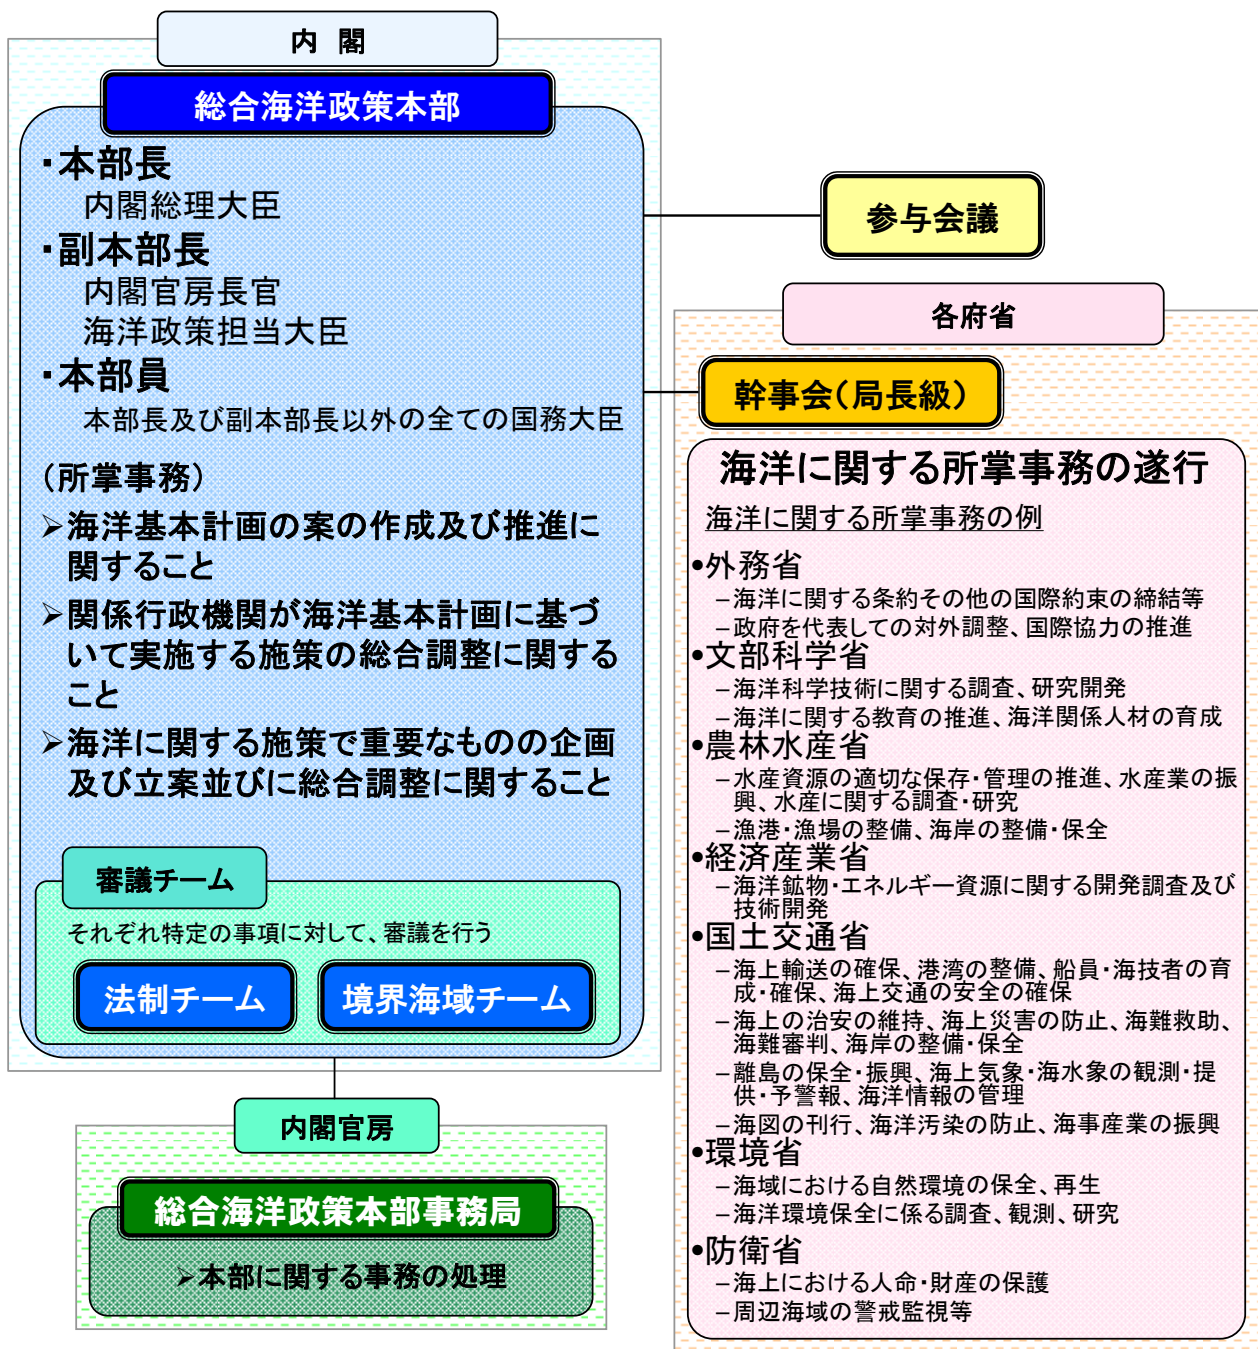 内 閣
総合海洋政策本部
・本部長
内閣総理大臣
・副本部長
内閣官房長官
海洋政策担当大臣
・本部員
本部長及び副本部長以外の全ての国務大臣
(所掌事務)
➢海洋基本計画の案の作成及び推進に
関すること
➢関係行政機関が海洋基本計画に基づ
いて実施する施策の総合調整に関する
こと
➢海洋に関する施策で重要なものの企画
及び立案並びに総合調整に関すること
審議チーム
それぞれ特定の事項に対して、審議を行う
法制チーム
境界海域チーム
内閣官房
総合海洋政策本部事務局
➢本部に関する事務の処理
参与会議
各府省
幹事会(局長級)
海洋に関する所掌事務の遂行
海洋に関する所掌事務の例
•外務省
–海洋に関する条約その他の国際約束の締結等
–政府を代表しての対外調整、国際協力の推進
•文部科学省
–海洋科学技術に関する調査、研究開発
–海洋に関する教育の推進、海洋関係人材の育成
•農林水産省
–水産資源の適切な保存・管理の推進、水産業の振
興、水産に関する調査・研究
–漁港・漁場の整備、海岸の整備・保全
•経済産業省
–海洋鉱物・エネルギー資源に関する開発調査及び
技術開発
•国土交通省
–海上輸送の確保、港湾の整備、船員・海技者の育
成・確保、海上交通の安全の確保
–海上の治安の維持、海上災害の防止、海難救助、
海難審判、海岸の整備・保全
–離島の保全・振興、海上気象・海水象の観測・提
供・予警報、海洋情報の管理
–海図の刊行、海洋汚染の防止、海事産業の振興
•環境省
–海域における自然環境の保全、再生
–海洋環境保全に係る調査、観測、研究
•防衛省
–海上における人命・財産の保護
–周辺海域の警戒監視等